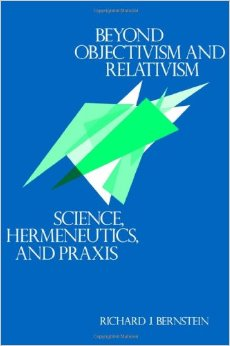 BEYOND
OBJECTIVISM AND
RELATIVISM
SCIENCE,
HERMENEUTICS,
AND PRAXIS
RICHARD J. BERNSTEIN